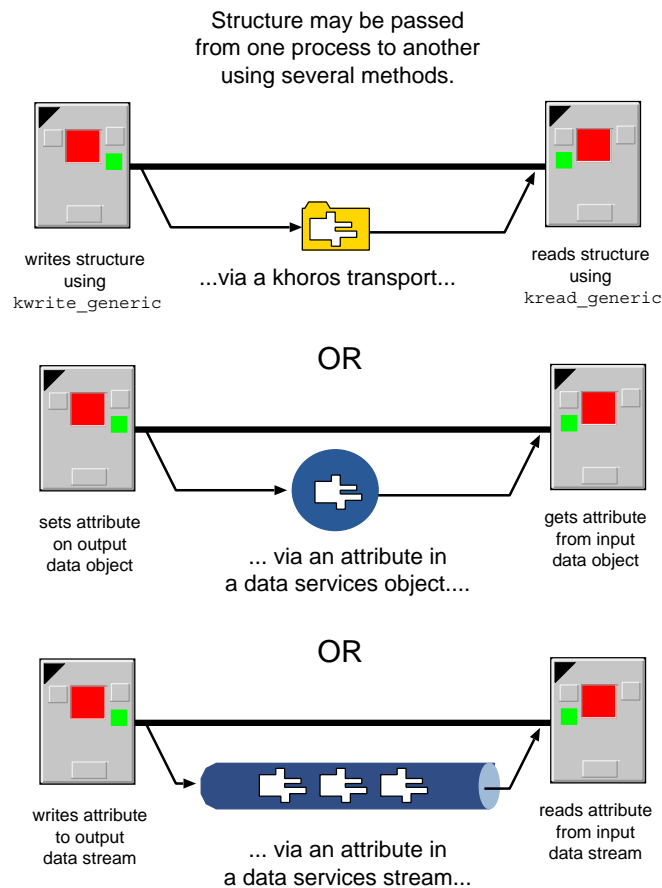 Structure may be passed
from one process to another
using several methods.
writes structure
using
kwrite_generic
...via a khoros transport...
reads structure
using
kread_generic
OR
sets attribute
on output
data object
... via an attribute in
a data services object....
gets attribute
from input
data object
OR
writes attribute
to output
data stream
... via an attribute in
a data services stream...
reads attribute
from input
data stream